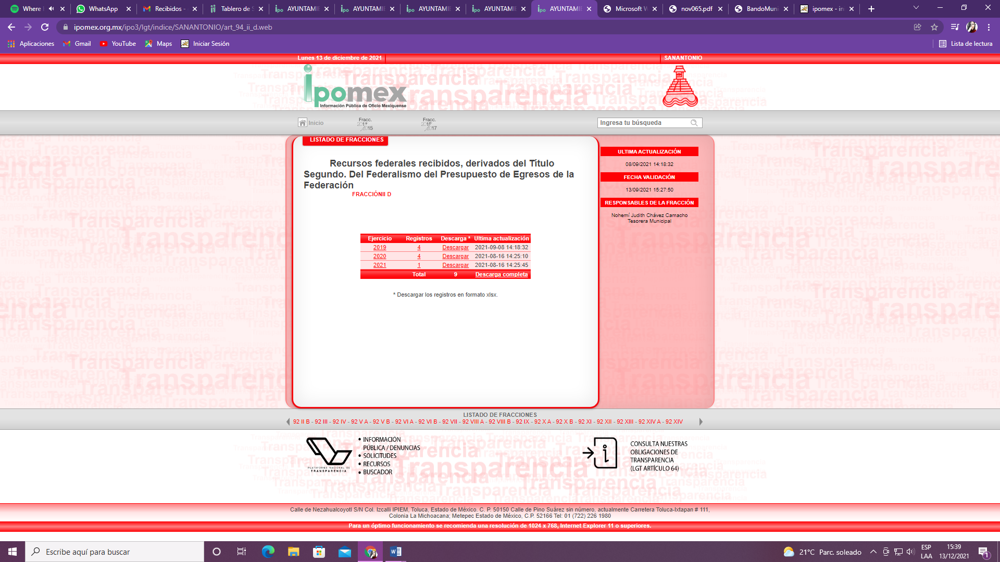 Where
WhatsApp
Recibidos -
Tablero de S
AYUNTAMIE
AYUNTAMIE
AYUNTAMIE
AYUNTAMIE
AYUNTAMIE
Microsoft W
nov065.pdf
BandoMuni
ipomex - in
ipomex.org.mx/ipo3/lgt/indice/SANANTONIO/art_94_ii_d.web
Aplicaciones
Gmail
YouTube
Maps
Iniciar Sesión
Lista de lectura
Lunes 13 de diciembre de 2021
SANANTONIO
ipomex
Información Pública de Oficio Mexiquense
Transparencia
Inicio
Fracc.
Fracc.
Ingresa tu búsqueda
LISTADO DE FRACCIONES
Recursos federales recibidos, derivados del Título
Segundo. Del Federalismo del Presupuesto de Egresos de la
Federación
FRACCIÓNII D
Ejercicio Registros Descarga * Ultima actualización
2019 4 Descargar 2021-09-08 14:18:32
2020 4 Descargar 2021-08-16 14:25:10
2021 1 Descargar 2021-08-16 14:25:45
Total 9 Descarga completa
* Descargar los registros en formato xlsx.
ULTIMA ACTUALIZACIÓN
08/09/2021 14:18:32
FECHA VALIDACIÓN
13/09/2021 15:27:50
RESPONSABLES DE LA FRACCIÓN
Nohemí Judith Chávez Camacho
Tesorera Municipal
LISTADO DE FRACCIONES
92 II B - 92 III - 92 IV - 92 V A - 92 V B - 92 VI A - 92 VI B - 92 VII - 92 VIII A - 92 VIII B - 92 IX - 92 X A - 92 X B - 92 XI - 92 XII - 92 XIII - 92 XIV A - 92 XIV
PLATAFORMA NACIONAL DE
TRANSPARENCIA
• INFORMACIÓN
PÚBLICA / DENUNCIAS
• SOLICITUDES
• RECURSOS
• BUSCADOR
CONSULTA NUESTRAS
OBLIGACIONES DE
TRANSPARENCIA
(LGT ARTÍCULO 64)
Calle de Nezahualcoyotl S/N Col. Izcalli IPIEM, Toluca, Estado de México. C. P. 50150 Calle de Pino Suárez sin número, actualmente Carretera Toluca-Ixtapan # 111,
Colonia La Michoacana; Metepec Estado de México, C.P. 52166 Tel: 01 (722) 226 1980
Para un óptimo funcionamiento se recomienda una resolución de 1024 x 768, Internet Explorer 11 o superiores.
Escribe aquí para buscar
21°C Parc. soleado
ESP
LAA
15:39
13/12/2021
1